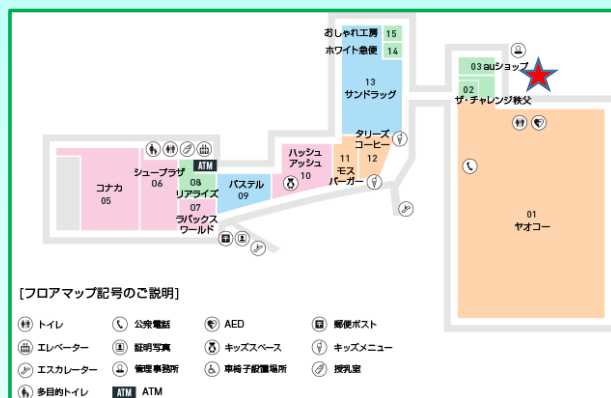 おしゃれ工房 15
ホワイト急便 14
13
サンドラッグ
03 auショップ
02
ザ・チャレンジ秩父
タリーズ
コーヒー
12
11
モス
バーガー
ハッシュ
アッシュ
10
ATM
シュープラザ
06
08
リアライズ
パステル
09
コナカ
05
07
ラパックス
ワールド
01
ヤオコー
[フロアマップ記号のご説明]
トイレ 公衆電話 AED 郵便ポスト
エレベーター 証明写真 キッズスペース キッズメニュー
エスカレーター 管理事務所 車椅子設置場所 授乳室
多目的トイレ ATM ATM